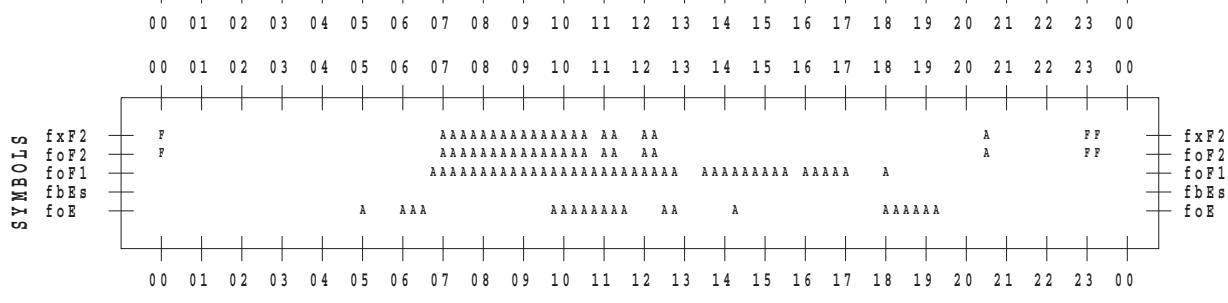 00 01 02 03 04 05 06 07 08 09 10 11 12 13 14 15 16 17 18 19 20 21 22 23 00
00 01 02 03 04 05 06 07 08 09 10 11 12 13 14 15 16 17 18 19 20 21 22 23 00
SYMBOLS
fxF2 F AAAAAAAAAAAAAAA AA AA A FF fxF2
foF2 F AAAAAAAAAAAAAAA AA AA A FF foF2
foF1 AAAAAAAAAAAAAAAAAAAAAAAAA AAAAAAAAA AAAAA A foF1
fbEs fbEs
foE A AAA AAAAAAAA AA A AAAAAA foE
00 01 02 03 04 05 06 07 08 09 10 11 12 13 14 15 16 17 18 19 20 21 22 23 00